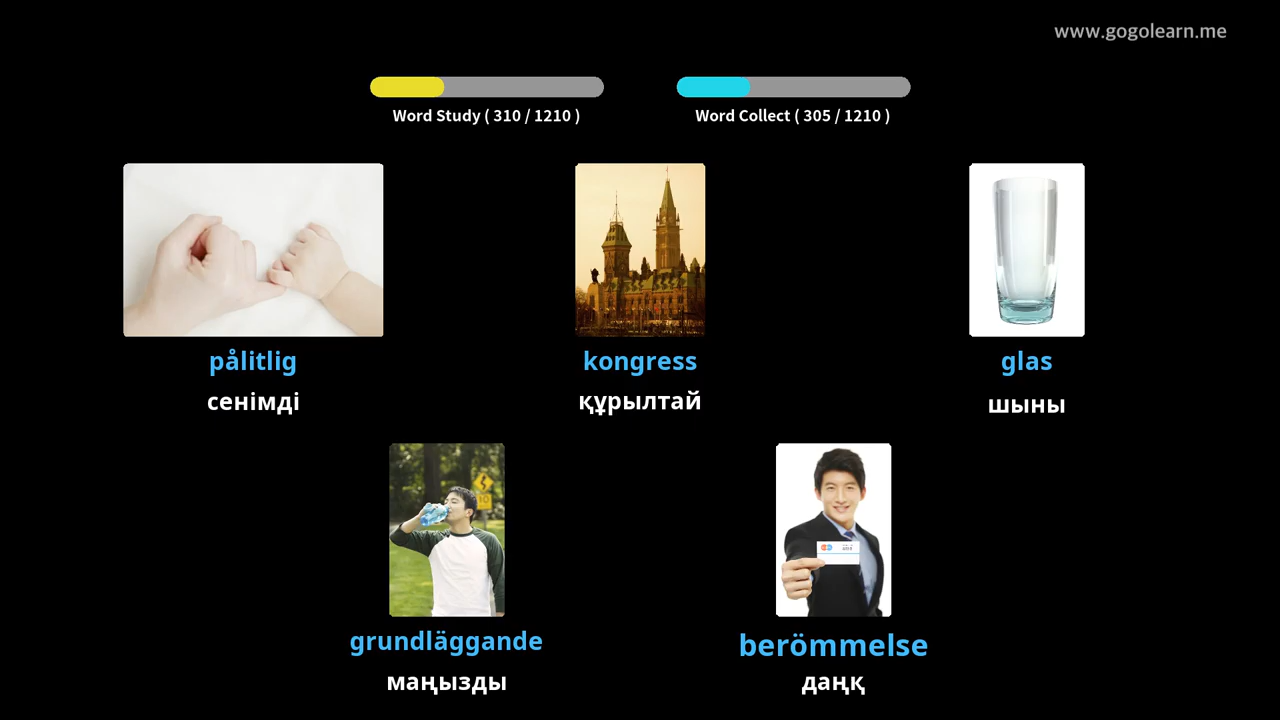 www.gogolearn.me
Word Study ( 310 / 1210 )
Word Collect ( 305 / 1210 )
pålitlig
сенімді
kongress
құрылтай
glas
шыны
grundläggande
маңызды
berömmelse
даңқ